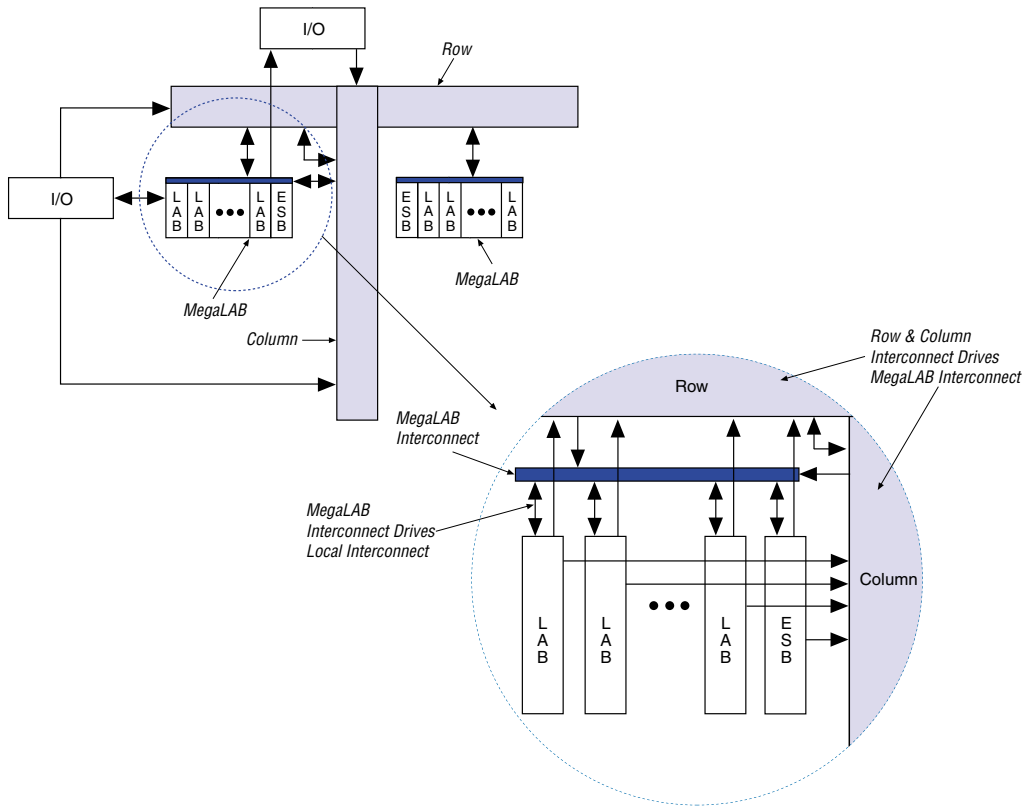 I/O
Row
I/O
L
A
B
L
A
B
L
A
B
E
S
B
E
S
B
L
A
B
L
A
B
L
A
B
MegaLAB
MegaLAB
Column
Row & Column
Interconnect Drives
MegaLAB Interconnect
Row
MegaLAB
Interconnect
MegaLAB
Interconnect Drives
Local Interconnect
Column
L
A
B
L
A
B
L
A
B
E
S
B